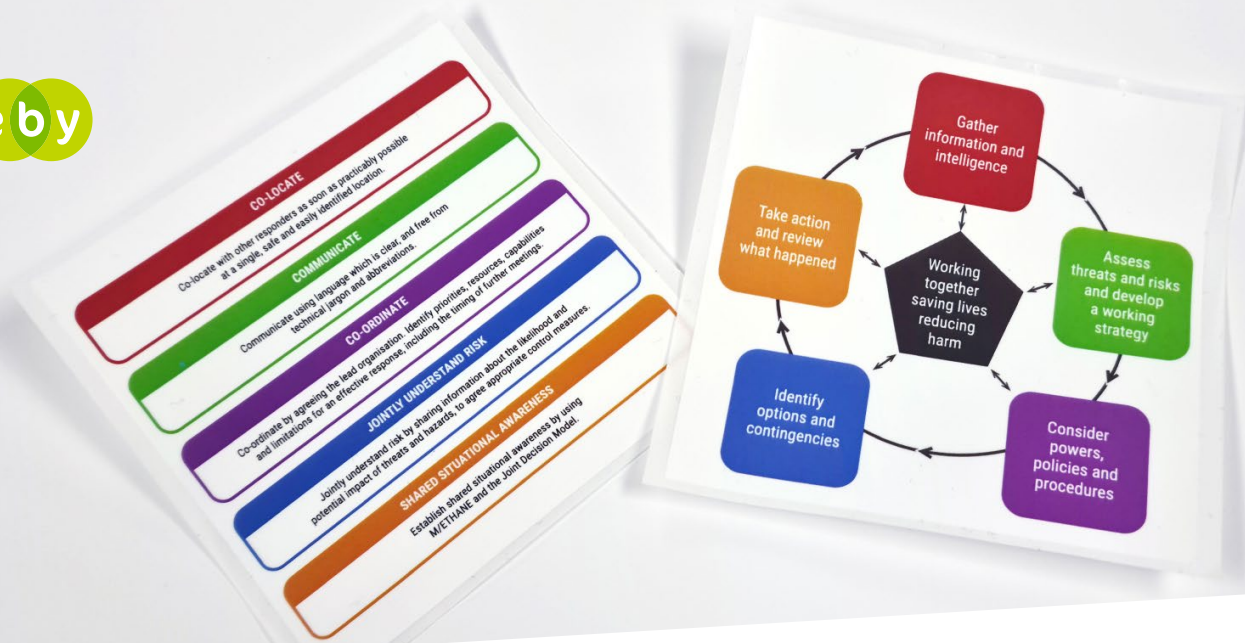 eby
CO-LOCATE
Co-locate with other responders as soon as practicably possible
at a single, safe and easily identified location.
COMMUNICATE
Communicate using language which is clear, and free from
technical jargon and abbreviations.
CO-ORDINATE
Co-ordinate by agreeing the lead organisation. Identify priorities, resources, capabilities
and limitations for an effective response, including the timing of further meetings.
JOINTLY UNDERSTAND RISK
Jointly understand risk by sharing information about the likelihood and
potential impact of threats and hazards, to agree appropriate control measures.
SHARED SITUATIONAL AWARENESS
Establish shared situational awareness by using
M/ETHANE and the Joint Decision Model.
Gather
information and
intelligence
Assess
threats and risks
and develop
a working
strategy
Consider
powers,
policies and
procedures
Identify
options and
contingencies
Take action
and review
what happened
Working
together
saving lives
reducing
harm